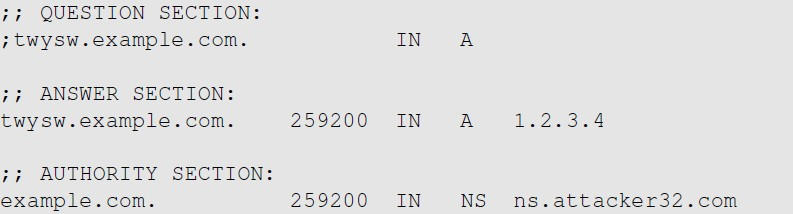 ;; QUESTION SECTION:
;twysw.example.com. IN A
;; ANSWER SECTION:
twysw.example.com. 259200 IN A 1.2.3.4
;; AUTHORITY SECTION:
example.com. 259200 IN NS ns.attacker32.com